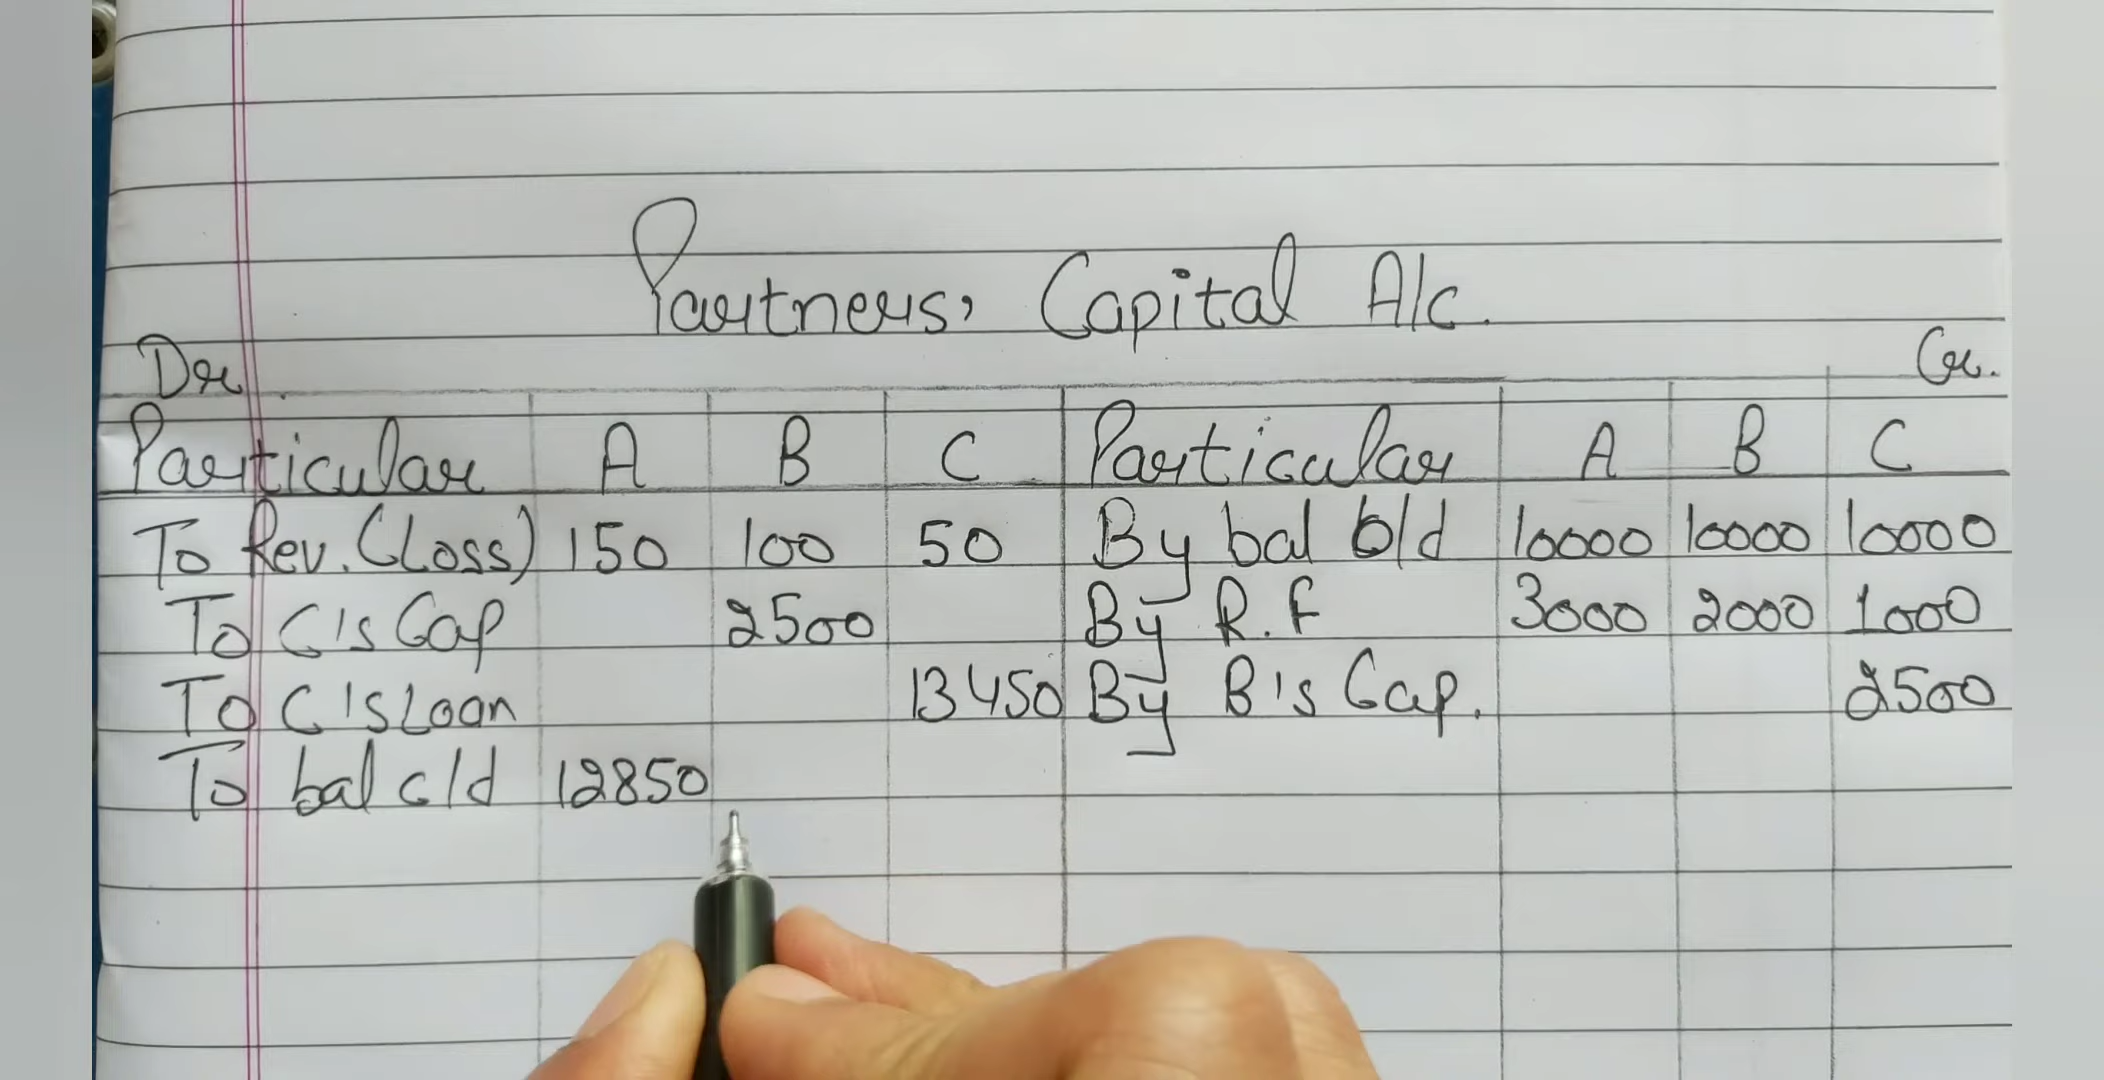 Partners' Capital A/c.
Dr Cr.
Particular A B C Particular A B C
To Rev. (Loss) 150 100 50 By bal b/d 10000 10000 10000
To C's Cap 2500 By R.F 3000 2000 1000
To C's Loan 13450 By B's Cap. 2500
To bal c/d 12850